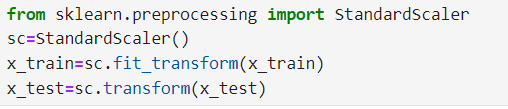 from sklearn.preprocessing import StandardScaler
sc=StandardScaler()
x_train=sc.fit_transform(x_train)
x_test=sc.transform(x_test)